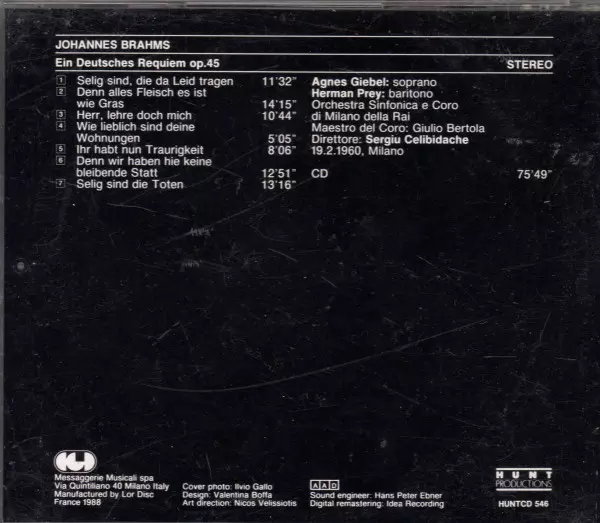 JOHANNES BRAHMS
Ein Deutsches Requiem op.45 STEREO
1 Selig sind, die da Leid tragen 11'32"
2 Denn alles Fleisch es ist
wie Gras 14'15"
3 Herr, lehre doch mich 10'44"
4 Wie lieblich sind deine
Wohnungen 5'05"
5 Ihr habt nun Traurigkeit 8'06"
6 Denn wir haben hie keine
bleibende Statt 12'51"
7 Selig sind die Toten 13'16"
Agnes Giebel: soprano
Herman Prey: baritono
Orchestra Sinfonica e Coro
di Milano della Rai
Maestro del Coro: Giulio Bertola
Direttore: Sergiu Celibidache
19.2.1960, Milano
CD 75'49"
Messaggerie Musicali spa
Via Quintiliano 40 Milano Italy
Manufactured by Lor Disc
France 1988
Cover photo: Ilvio Gallo
Design: Valentina Boffa
Art direction: Nicos Velissiotis
AAD
Sound engineer: Hans Peter Ebner
Digital remastering: Idea Recording
HUNT
PRODUCTIONS
HUNTCD 546